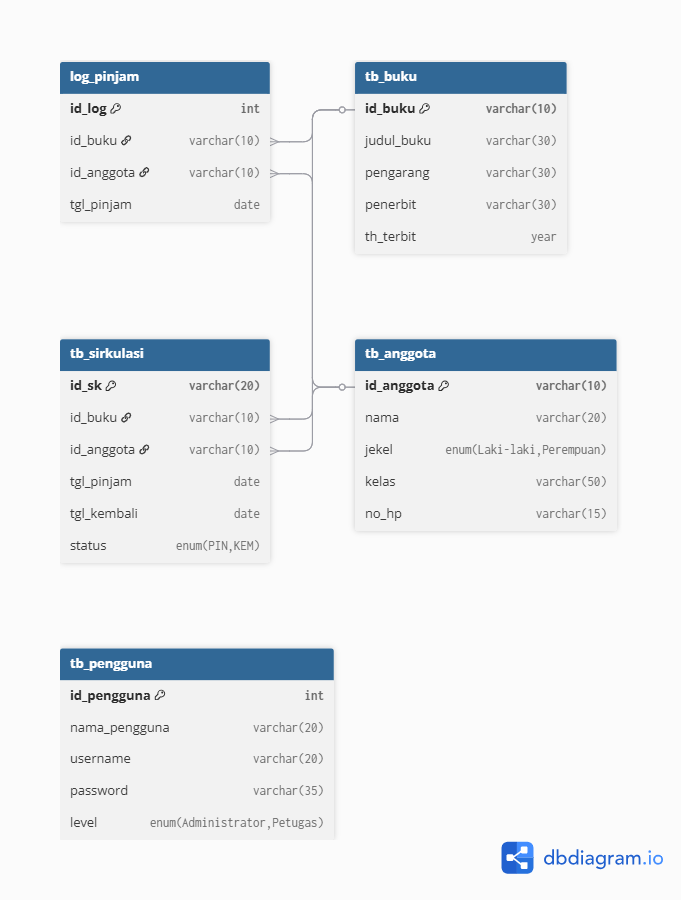 log_pinjam
id_log int
id_buku varchar(10)
id_anggota varchar(10)
tgl_pinjam date
tb_buku
id_buku varchar(10)
judul_buku varchar(30)
pengarang varchar(30)
penerbit varchar(30)
th_terbit year
tb_sirkulasi
id_sk varchar(20)
id_buku varchar(10)
id_anggota varchar(10)
tgl_pinjam date
tgl_kembali date
status enum(PIN,KEM)
tb_anggota
id_anggota varchar(10)
nama varchar(20)
jekel enum(Laki-laki,Perempuan)
kelas varchar(50)
no_hp varchar(15)
tb_pengguna
id_pengguna int
nama_pengguna varchar(20)
username varchar(20)
password varchar(35)
level enum(Administrator,Petugas)
dbdiagram.io